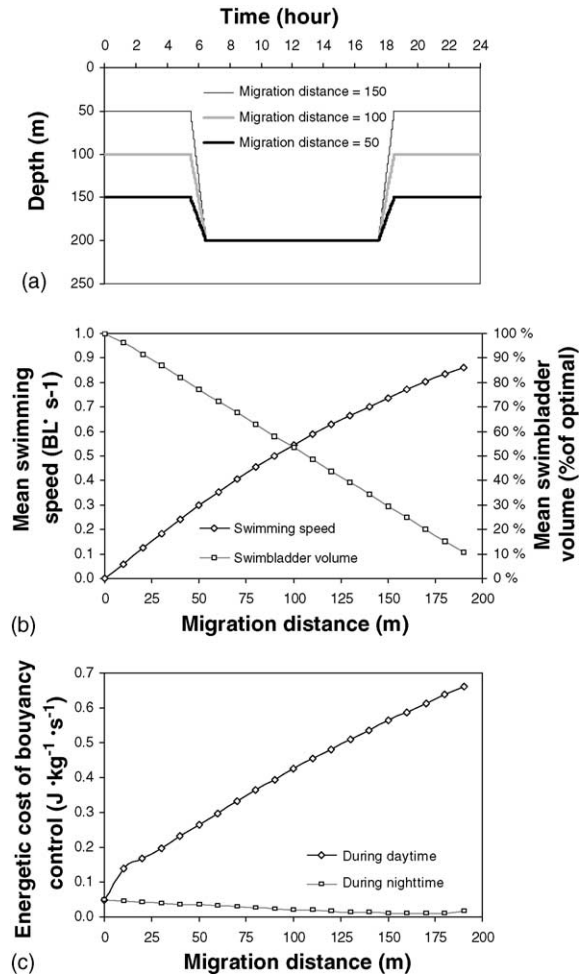 Time (hour)
0 2 4 6 8 10 12 14 16 18 20 22 24
Depth (m)
0
50
100
150
200
250
Migration distance = 150
Migration distance = 100
Migration distance = 50
(a)
Mean swimming
speed (BL* s-1)
1.0
0.9
0.8
0.7
0.6
0.5
0.4
0.3
0.2
0.1
0.0
Swimming speed
Swimbladder volume
100 %
90 %
80 %
70 %
60 %
50 %
40 %
30 %
20 %
10 %
0 %
Mean swimbladder
volume (%of optimal)
0 25 50 75 100 125 150 175 200
(b)
Migration distance (m)
Energetic cost of bouyancy
control (J ·kg-1 ·s-1)
0.7
0.6
0.5
0.4
0.3
0.2
0.1
0.0
During daytime
During nighttime
0 25 50 75 100 125 150 175 200
(c)
Migration distance (m)